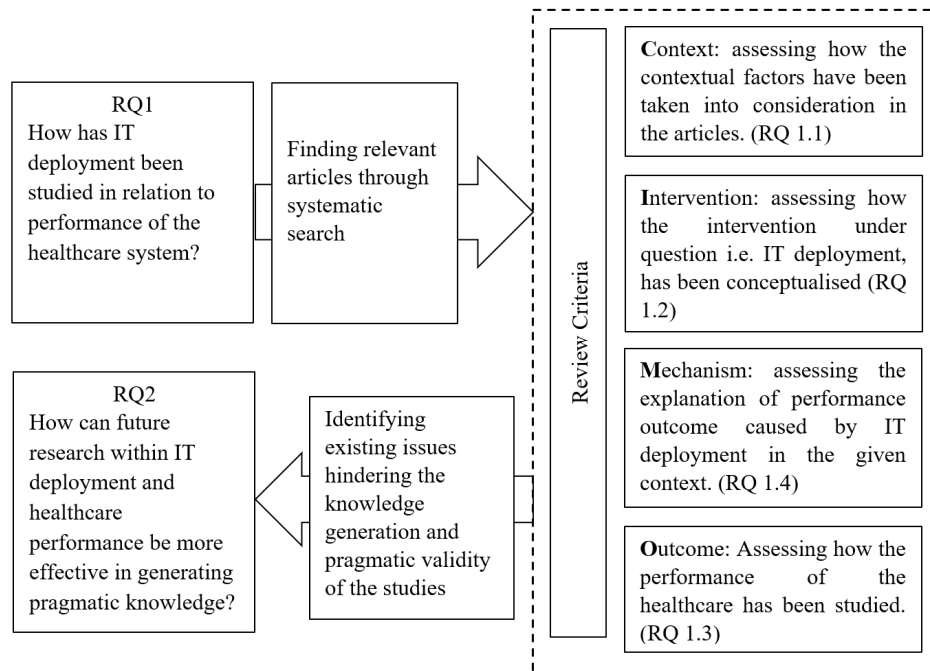 RQ1
How has IT
deployment been
studied in relation to
performance of the
healthcare system?
Finding relevant
articles through
systematic
search
Review Criteria
Context: assessing how the
contextual factors have been
taken into consideration in
the articles. (RQ 1.1)
Intervention: assessing how
the intervention under
question i.e. IT deployment,
has been conceptualised (RQ
1.2)
Mechanism: assessing the
explanation of performance
outcome caused by IT
deployment in the given
context. (RQ 1.4)
Outcome: Assessing how the
performance of the
healthcare has been studied.
(RQ 1.3)
Identifying
existing issues
hindering the
knowledge
generation and
pragmatic validity
of the studies
RQ2
How can future
research within IT
deployment and
healthcare
performance be more
effective in generating
pragmatic knowledge?